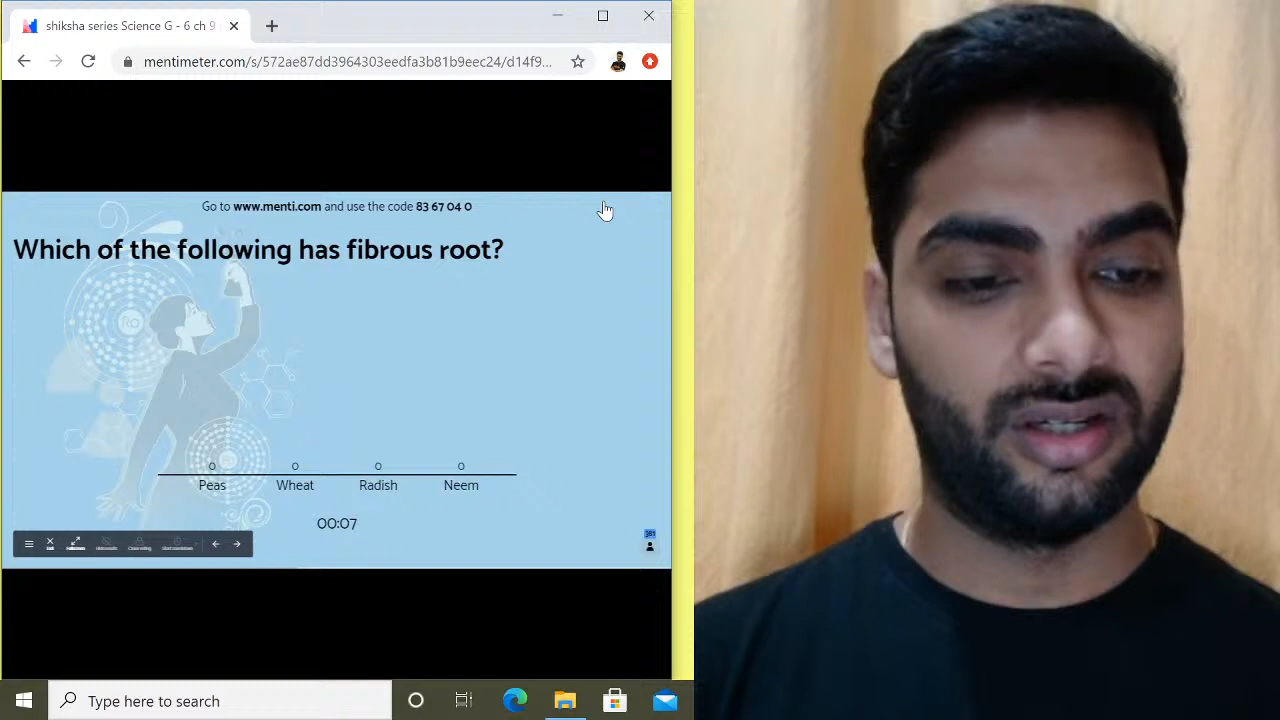 shiksha series Science G - 6 ch 9
mentimeter.com/s/572ae87dd3964303eedfa3b81b9eec24/d14f9...
Go to www.menti.com and use the code 83 67 04 0
Which of the following has fibrous root?
Ra
0 0 0 0
Peas Wheat Radish Neem
00:07
Type here to search